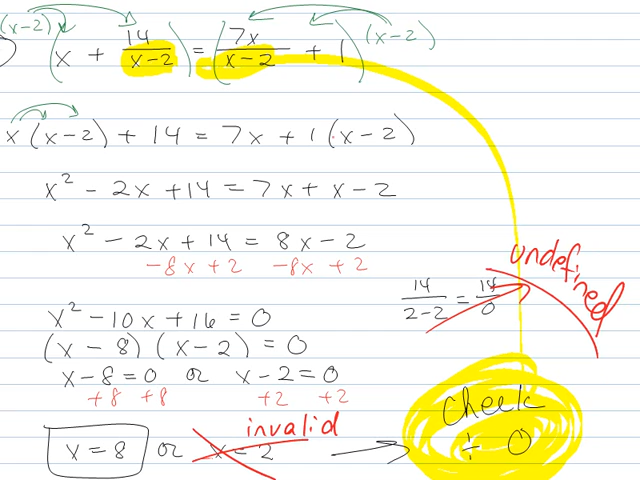 (x-2) (x + 14/(x-2)) = (7x/(x-2) + 1) (x-2)
x(x-2) + 14 = 7x + 1(x-2)
x² - 2x + 14 = 7x + x - 2
x² - 2x + 14 = 8x - 2
-8x + 2 -8x + 2
x² - 10x + 16 = 0
(x - 8) (x - 2) = 0
x - 8 = 0 or x - 2 = 0
+8 +8 +2 +2
x = 8 or x = 2
invalid
14/(2-2) = 14/0
undefined
check
÷ 0